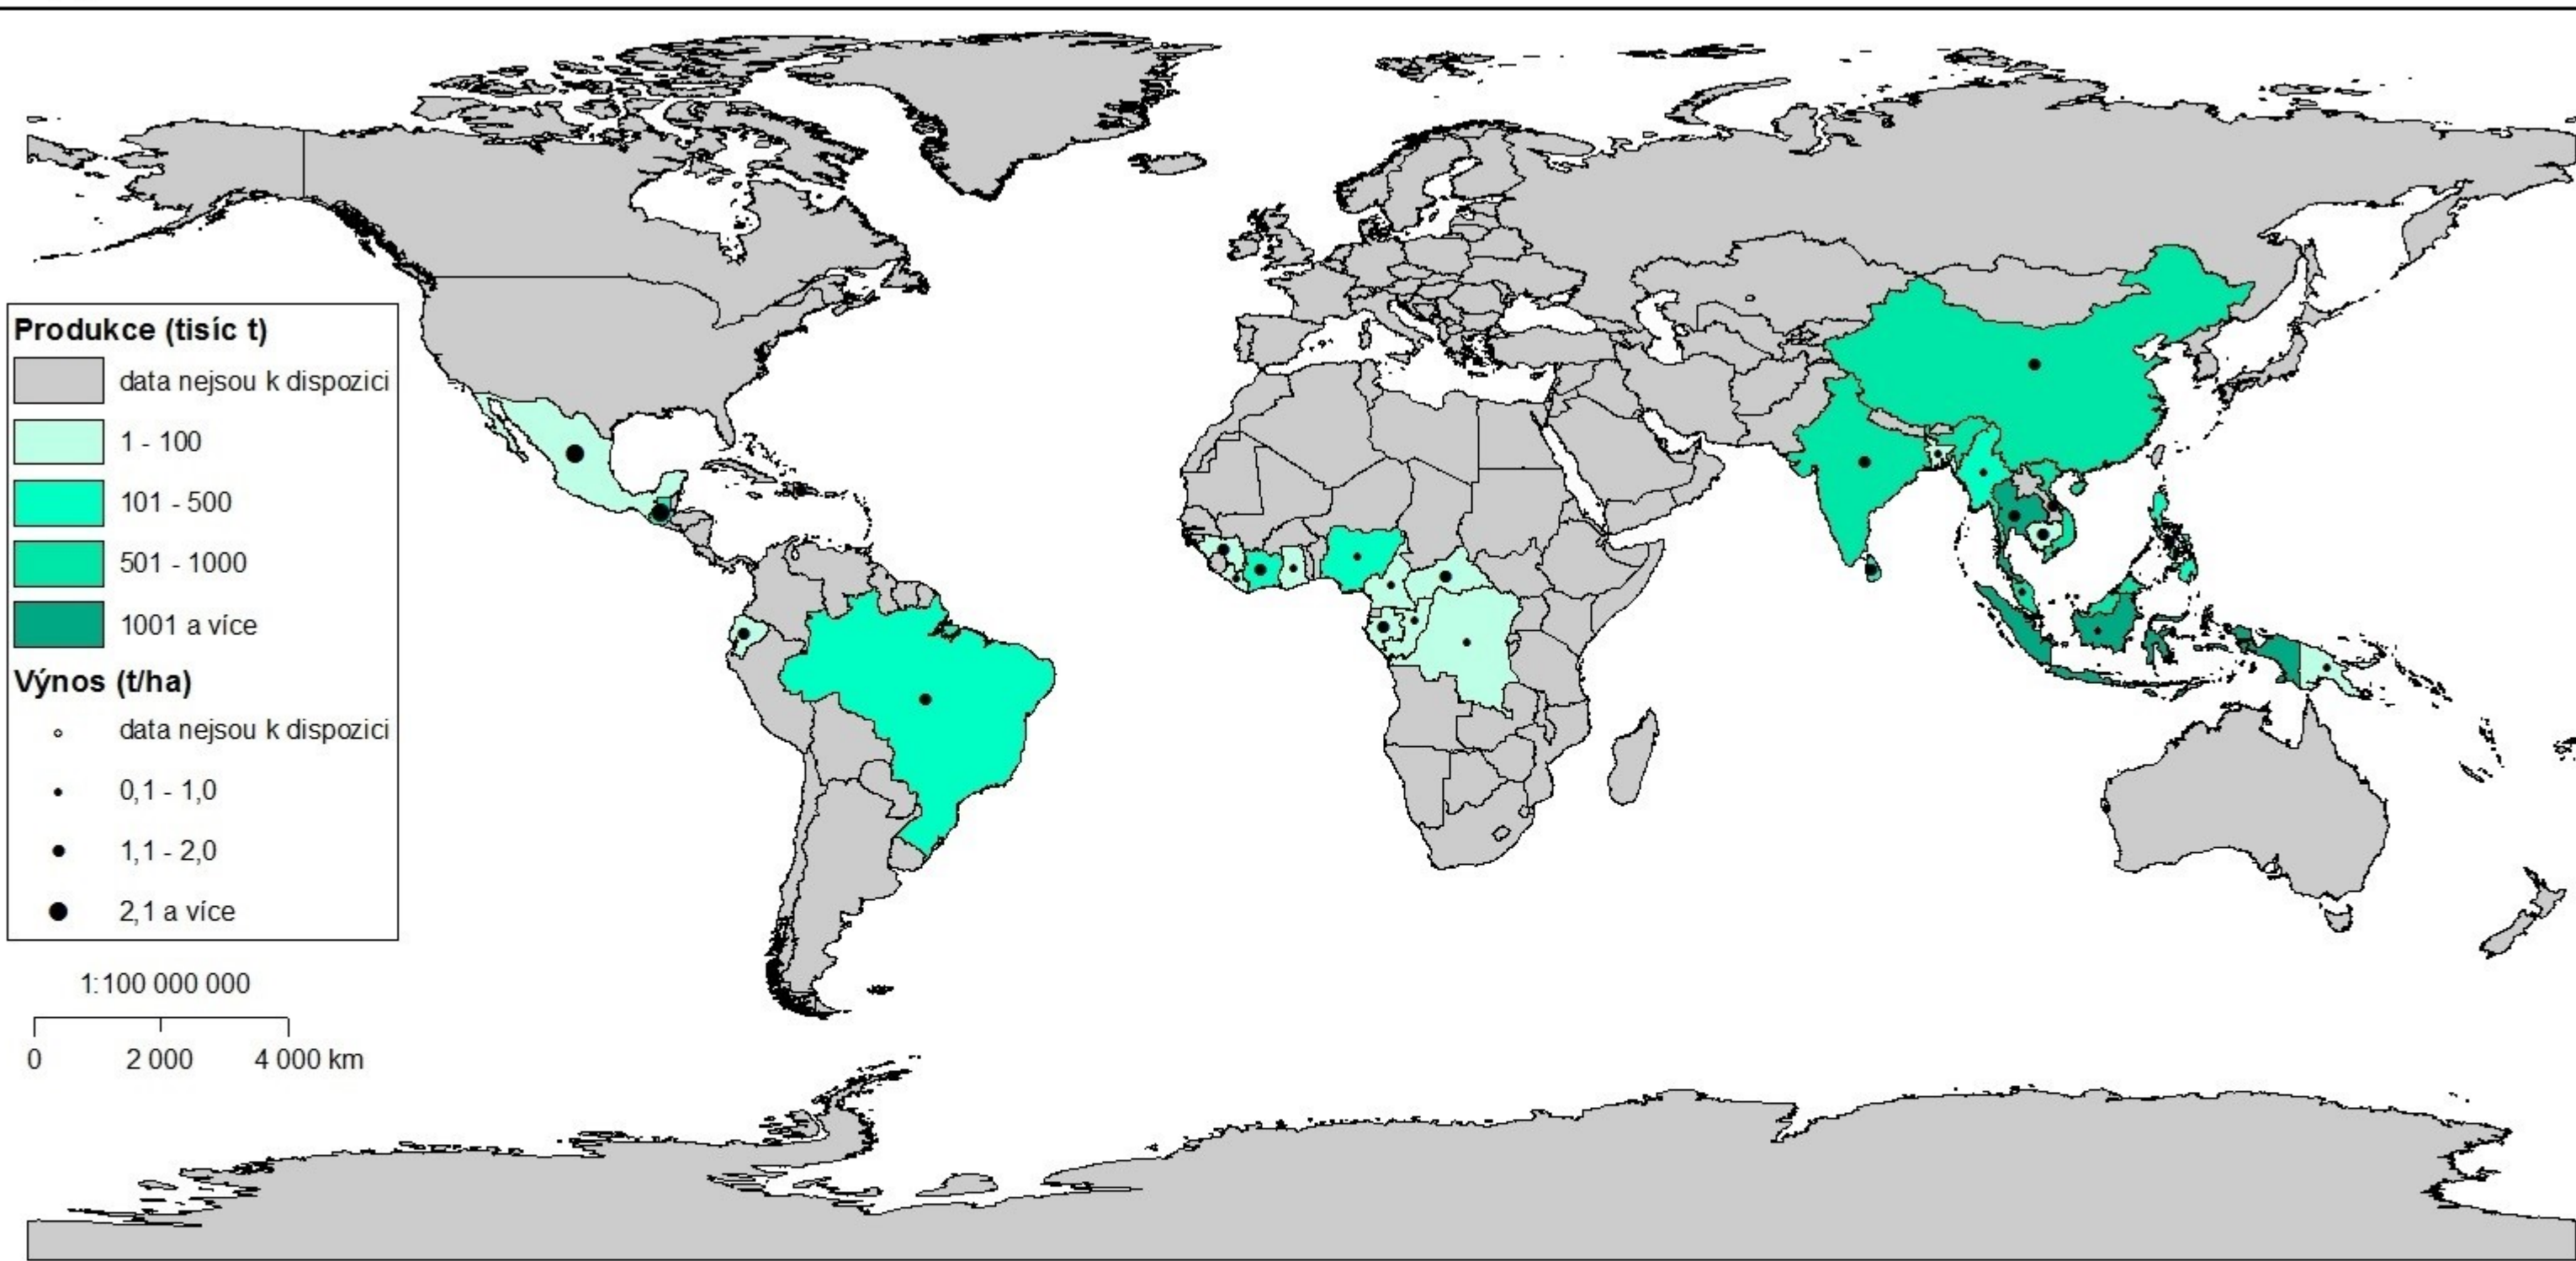 Produkce (tisíc t)
data nejsou k dispozici
1 - 100
101 - 500
501 - 1000
1001 a více
Výnos (t/ha)
data nejsou k dispozici
0,1 - 1,0
1,1 - 2,0
2,1 a více
1:100 000 000
0 2 000 4 000 km